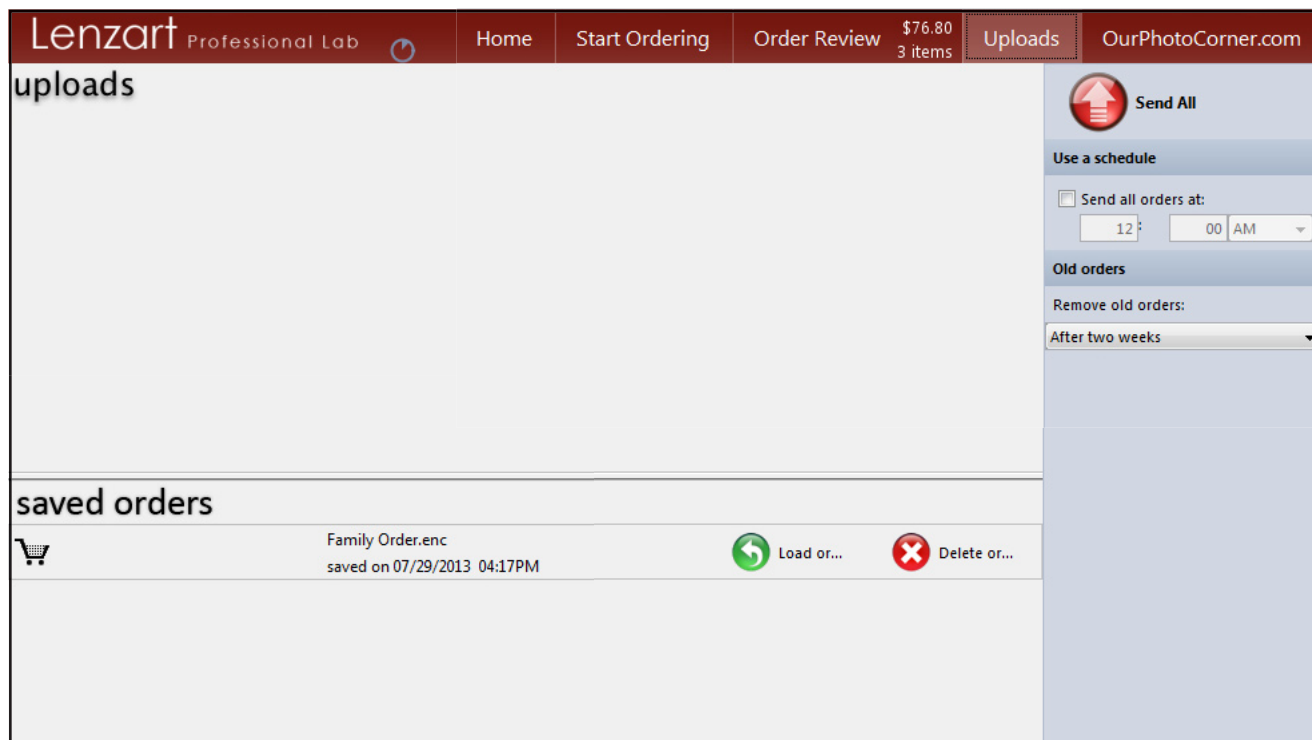 Lenzart Professional Lab
Home
Start Ordering
Order Review
$76.80
3 items
Uploads
OurPhotoCorner.com
uploads
Send All
Use a schedule
Send all orders at:
12 : 00 AM
Old orders
Remove old orders:
After two weeks
saved orders
Family Order.enc
saved on 07/29/2013 04:17PM
Load or...
Delete or...